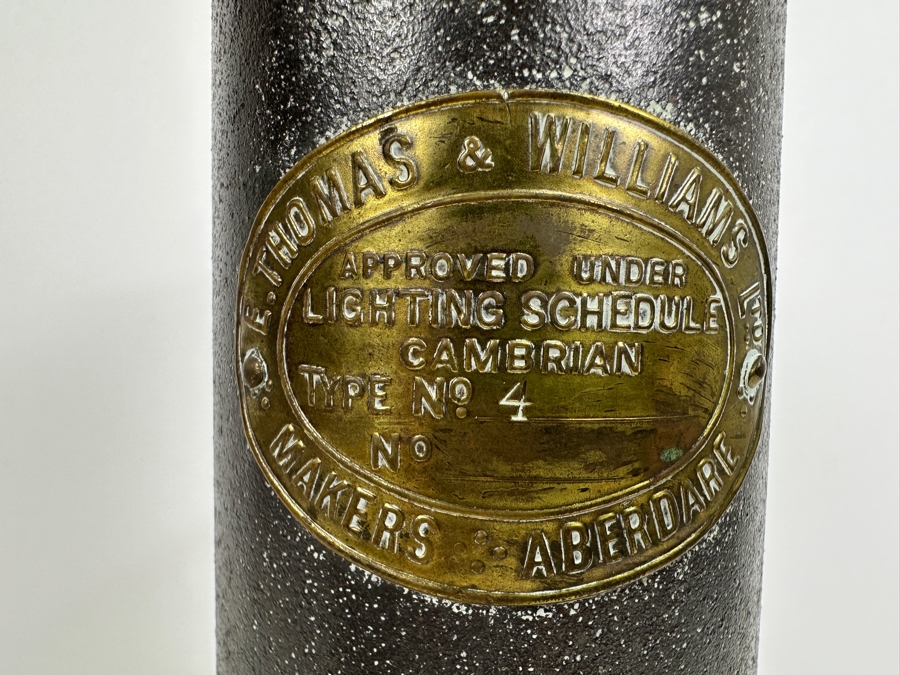 E. THOMAS & WILLIAMS LTD
APPROVED UNDER
LIGHTING SCHEDULE
CAMBRIAN
TYPE Nº 4
Nº
MAKERS ABERDARE